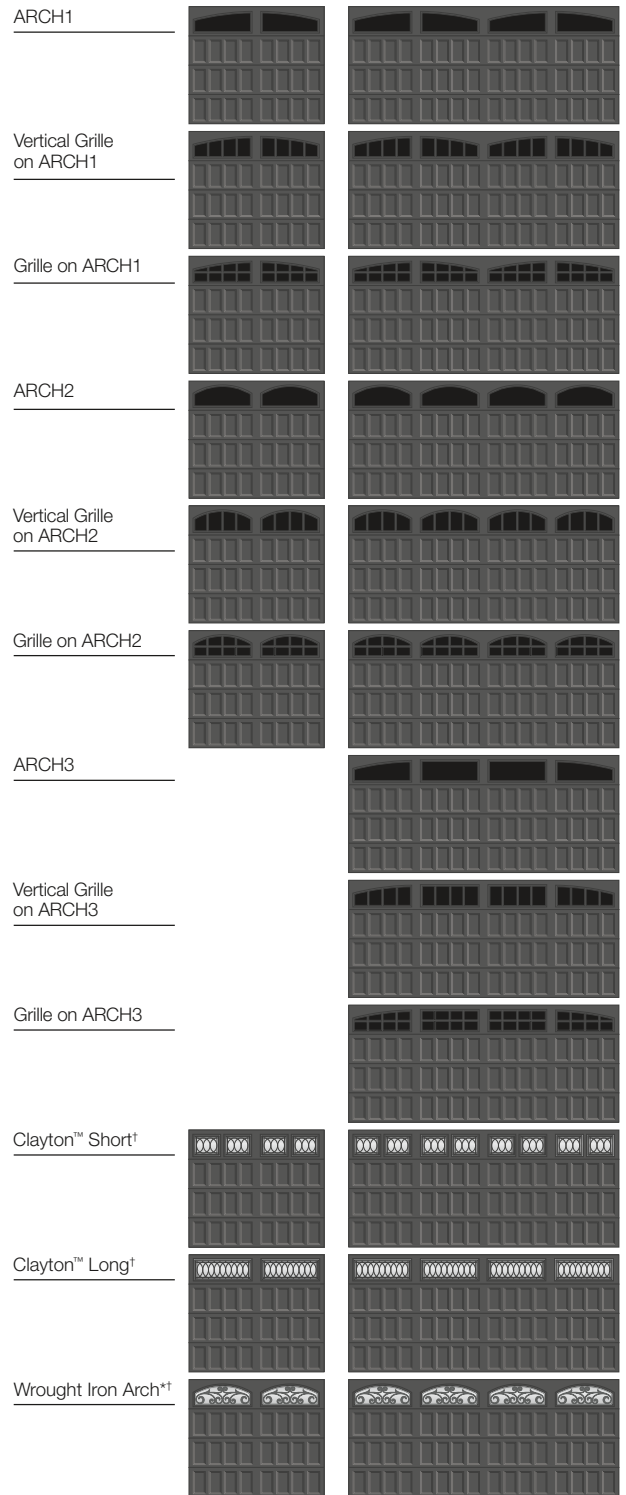 ARCH1
Vertical Grille
on ARCH1
Grille on ARCH1
ARCH2
Vertical Grille
on ARCH2
Grille on ARCH2
ARCH3
Vertical Grille
on ARCH3
Grille on ARCH3
Clayton™ Short†
Clayton™ Long†
Wrought Iron Arch*†